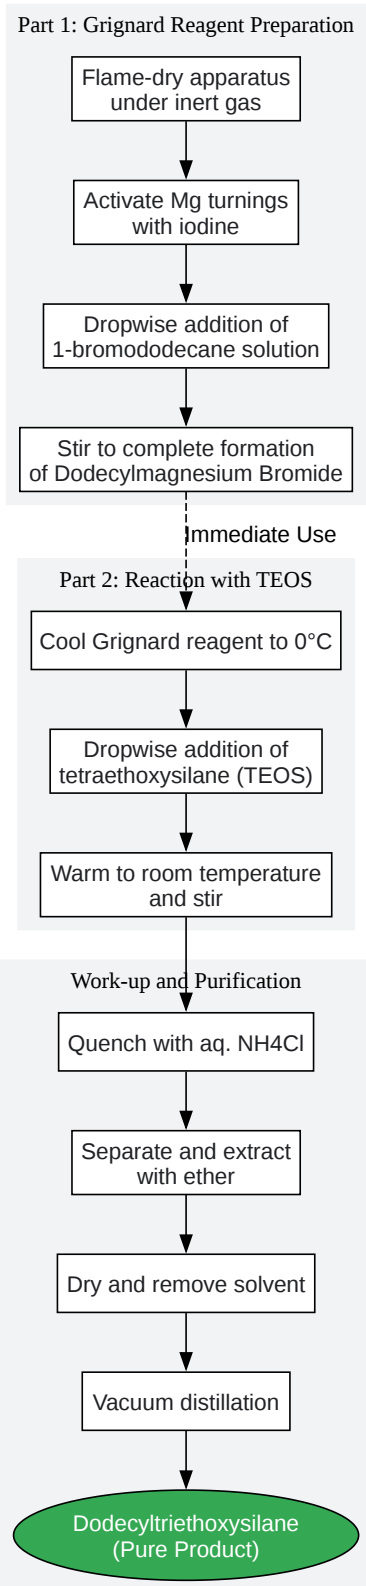 Part 1: Grignard Reagent Preparation
Flame-dry apparatus
under inert gas
Activate Mg turnings
with iodine
Dropwise addition of
1-bromododecane solution
Stir to complete formation
of Dodecylmagnesium Bromide
Immediate Use
Part 2: Reaction with TEOS
Cool Grignard reagent to 0°C
Dropwise addition of
tetraethoxysilane (TEOS)
Warm to room temperature
and stir
Work-up and Purification
Quench with aq. NH4Cl
Separate and extract
with ether
Dry and remove solvent
Vacuum distillation
Dodecyltriethoxysilane
(Pure Product)